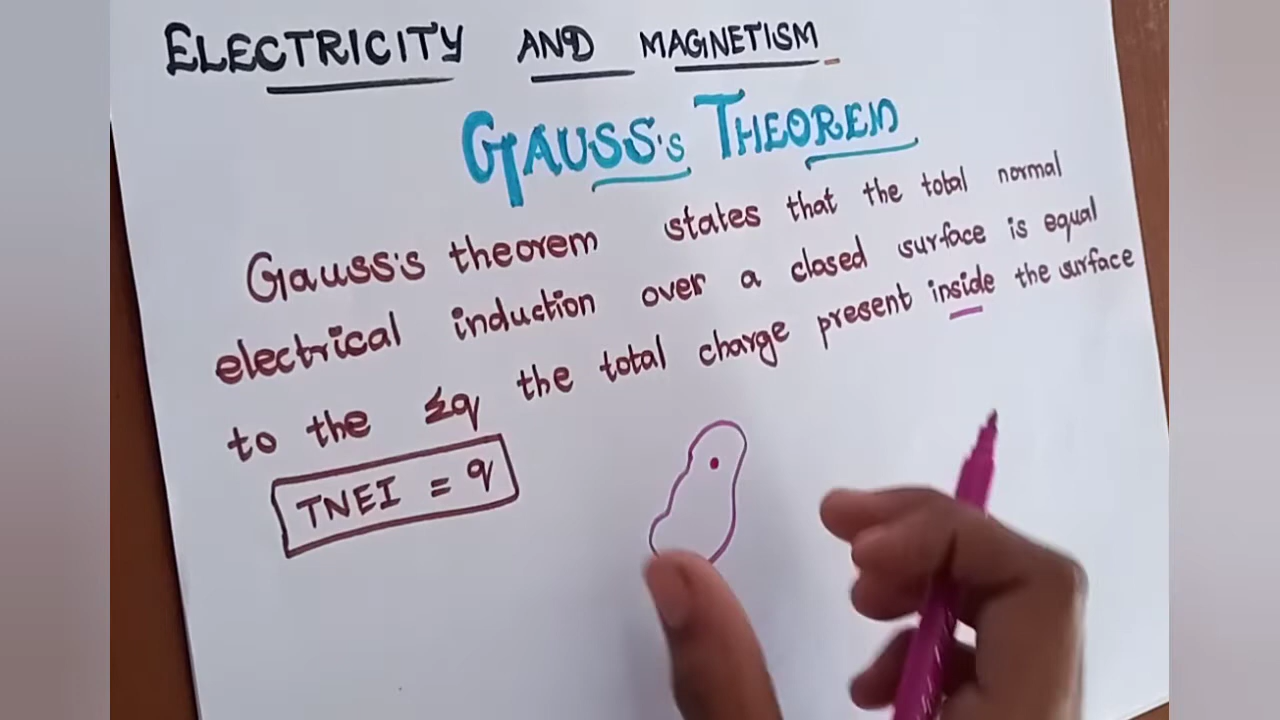 ELECTRICITY AND MAGNETISM
GAUSS's THEOREM
Gauss's theorem states that the total normal
electrical induction over a closed surface is equal
to the Σq the total charge present inside the surface
TNEI = q